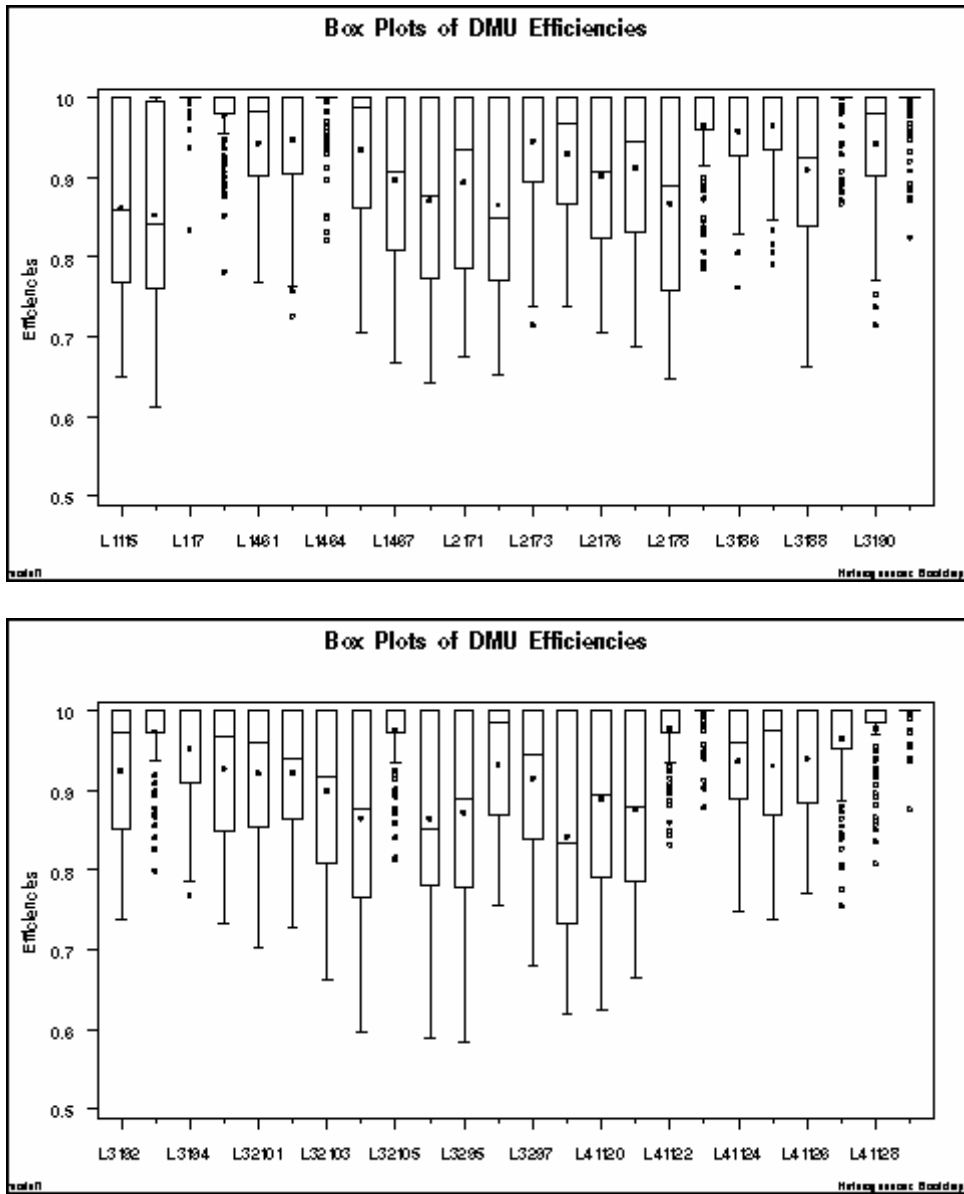 Box Plots of DMU Efficiencies
1.0
0.9
0.8
0.7
0.6
0.5
Efficiencies
L1115 L117 L1461 L1464 L1467 L2171 L2173 L2176 L2178 L3186 L3188 L3190
Box Plots of DMU Efficiencies
1.0
0.9
0.8
0.7
0.6
0.5
Efficiencies
L3192 L3194 L32101 L32103 L32105 L3295 L3297 L41120 L41122 L41124 L41126 L41128